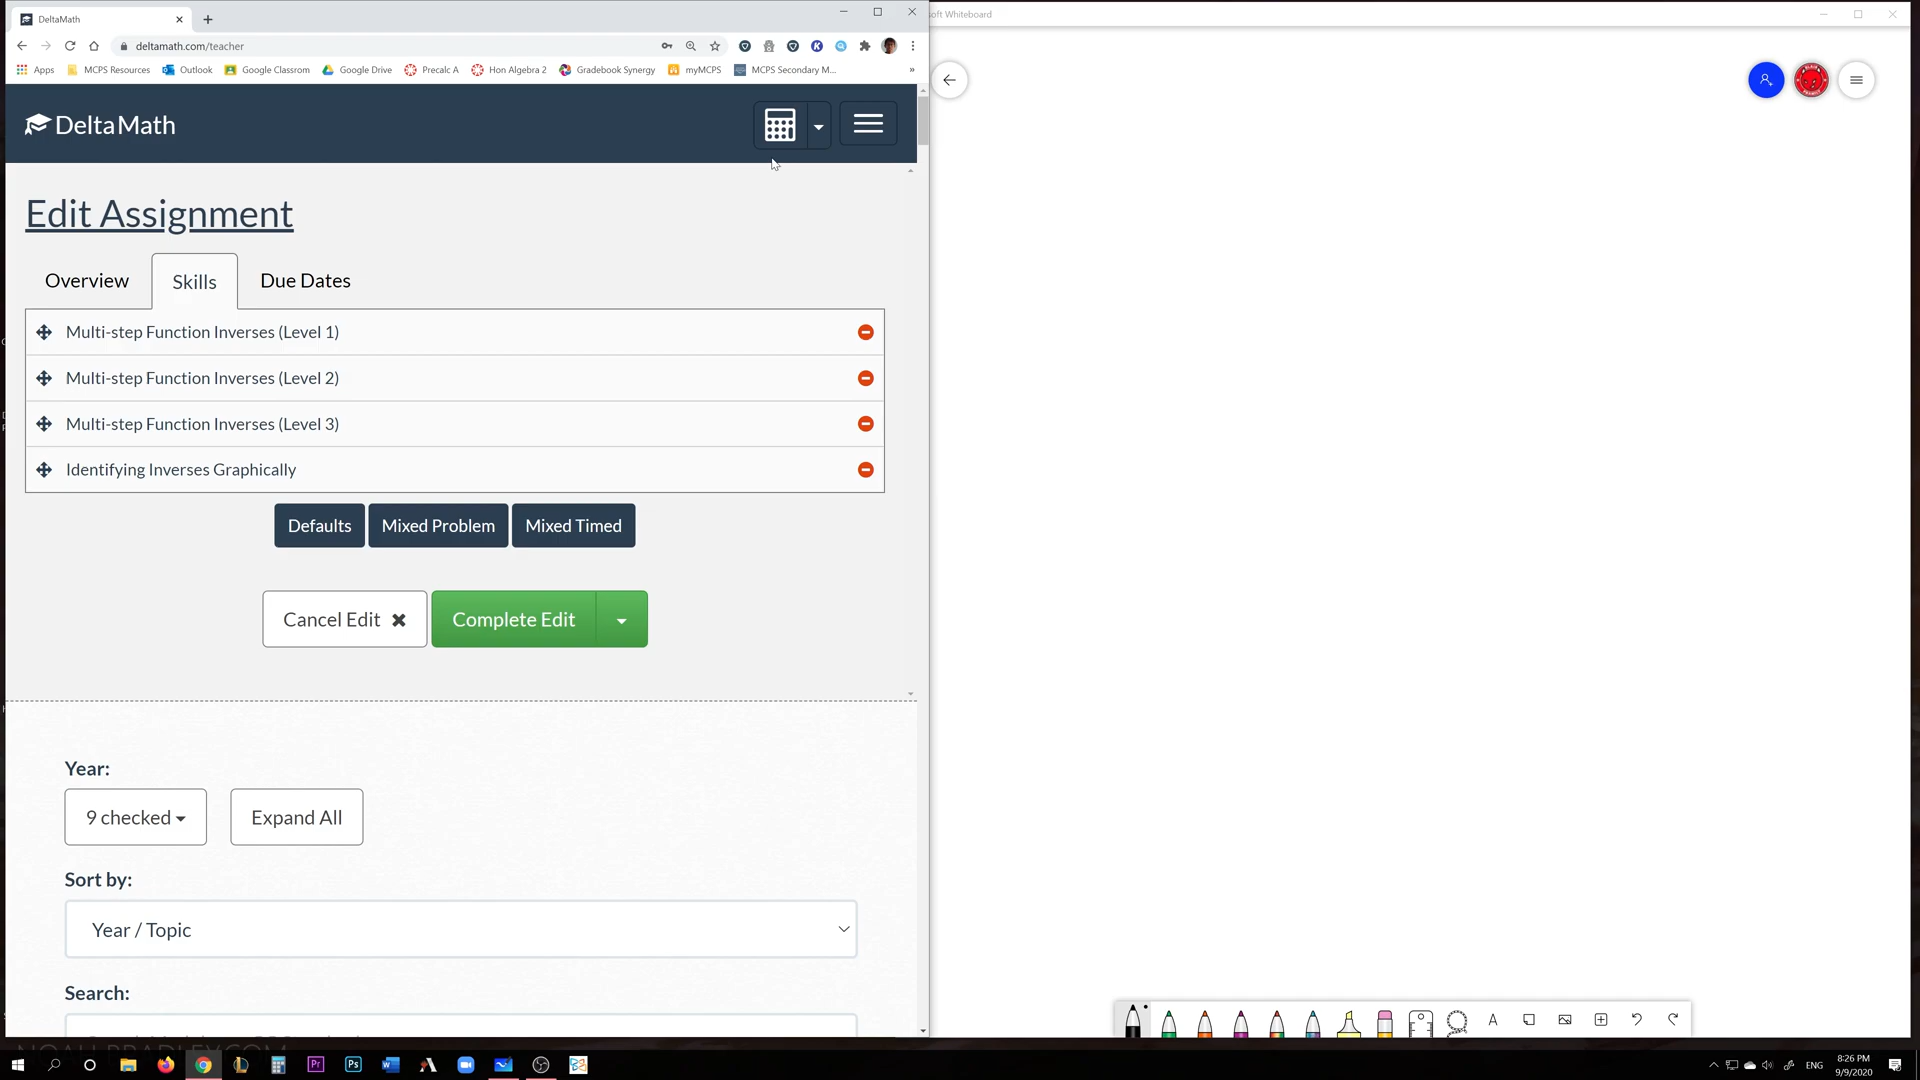 DeltaMath
soft Whiteboard
deltamath.com/teacher
Apps MCPS Resources Outlook Google Classrom Google Drive Precalc A Hon Algebra 2 Gradebook Synergy myMCPS MCPS Secondary M... »
DeltaMath
Edit Assignment
Overview Skills Due Dates
Multi-step Function Inverses (Level 1)
Multi-step Function Inverses (Level 2)
Multi-step Function Inverses (Level 3)
Identifying Inverses Graphically
Defaults Mixed Problem Mixed Timed
Cancel Edit Complete Edit
Year:
9 checked Expand All
Sort by:
Year / Topic
Search:
ENG
8:26 PM
9/9/2020